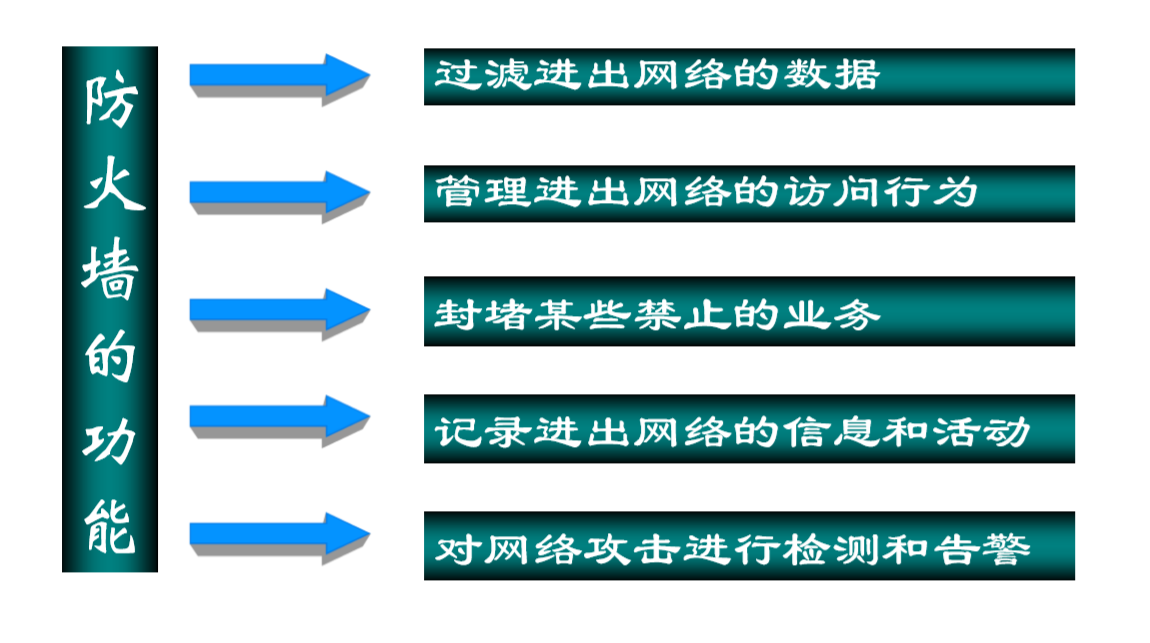 防火墙的功能
过滤进出网络的数据
管理进出网络的访问行为
封堵某些禁止的业务
记录进出网络的信息和活动
对网络攻击进行检测和告警